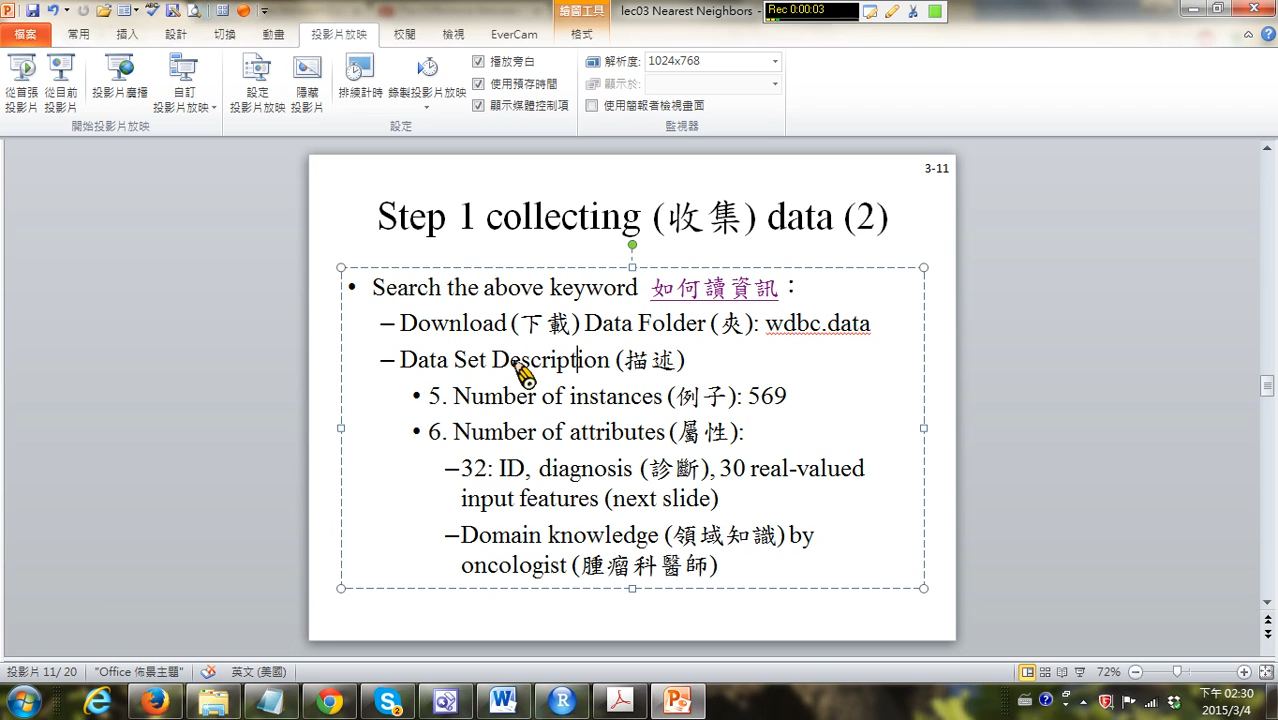 lec03 Nearest Neighbors
Rec 0:00:03
繪圖工具
檔案 常用 插入 設計 切換 動畫 投影片放映 校閱 檢視 EverCam 格式
從首張投影片
從目前投影片
投影片廣播
自訂投影片放映
設定投影片放映
隱藏投影片
排練計時
錄製投影片放映
播放旁白
使用預存時間
顯示媒體控制項
解析度: 1024x768
顯示於:
使用簡報者檢視畫面
開始投影片放映 設定 監視器
3-11
Step 1 collecting (收集) data (2)
• Search the above keyword 如何讀資訊：
– Download (下載) Data Folder (夾): wdbc.data
– Data Set Description (描述)
• 5. Number of instances (例子): 569
• 6. Number of attributes (屬性):
–32: ID, diagnosis (診斷), 30 real-valued
input features (next slide)
–Domain knowledge (領域知識) by
oncologist (腫瘤科醫師)
投影片 11/ 20 "Office 佈景主題" 英文 (美國) 72%
下午 02:30
2015/3/4